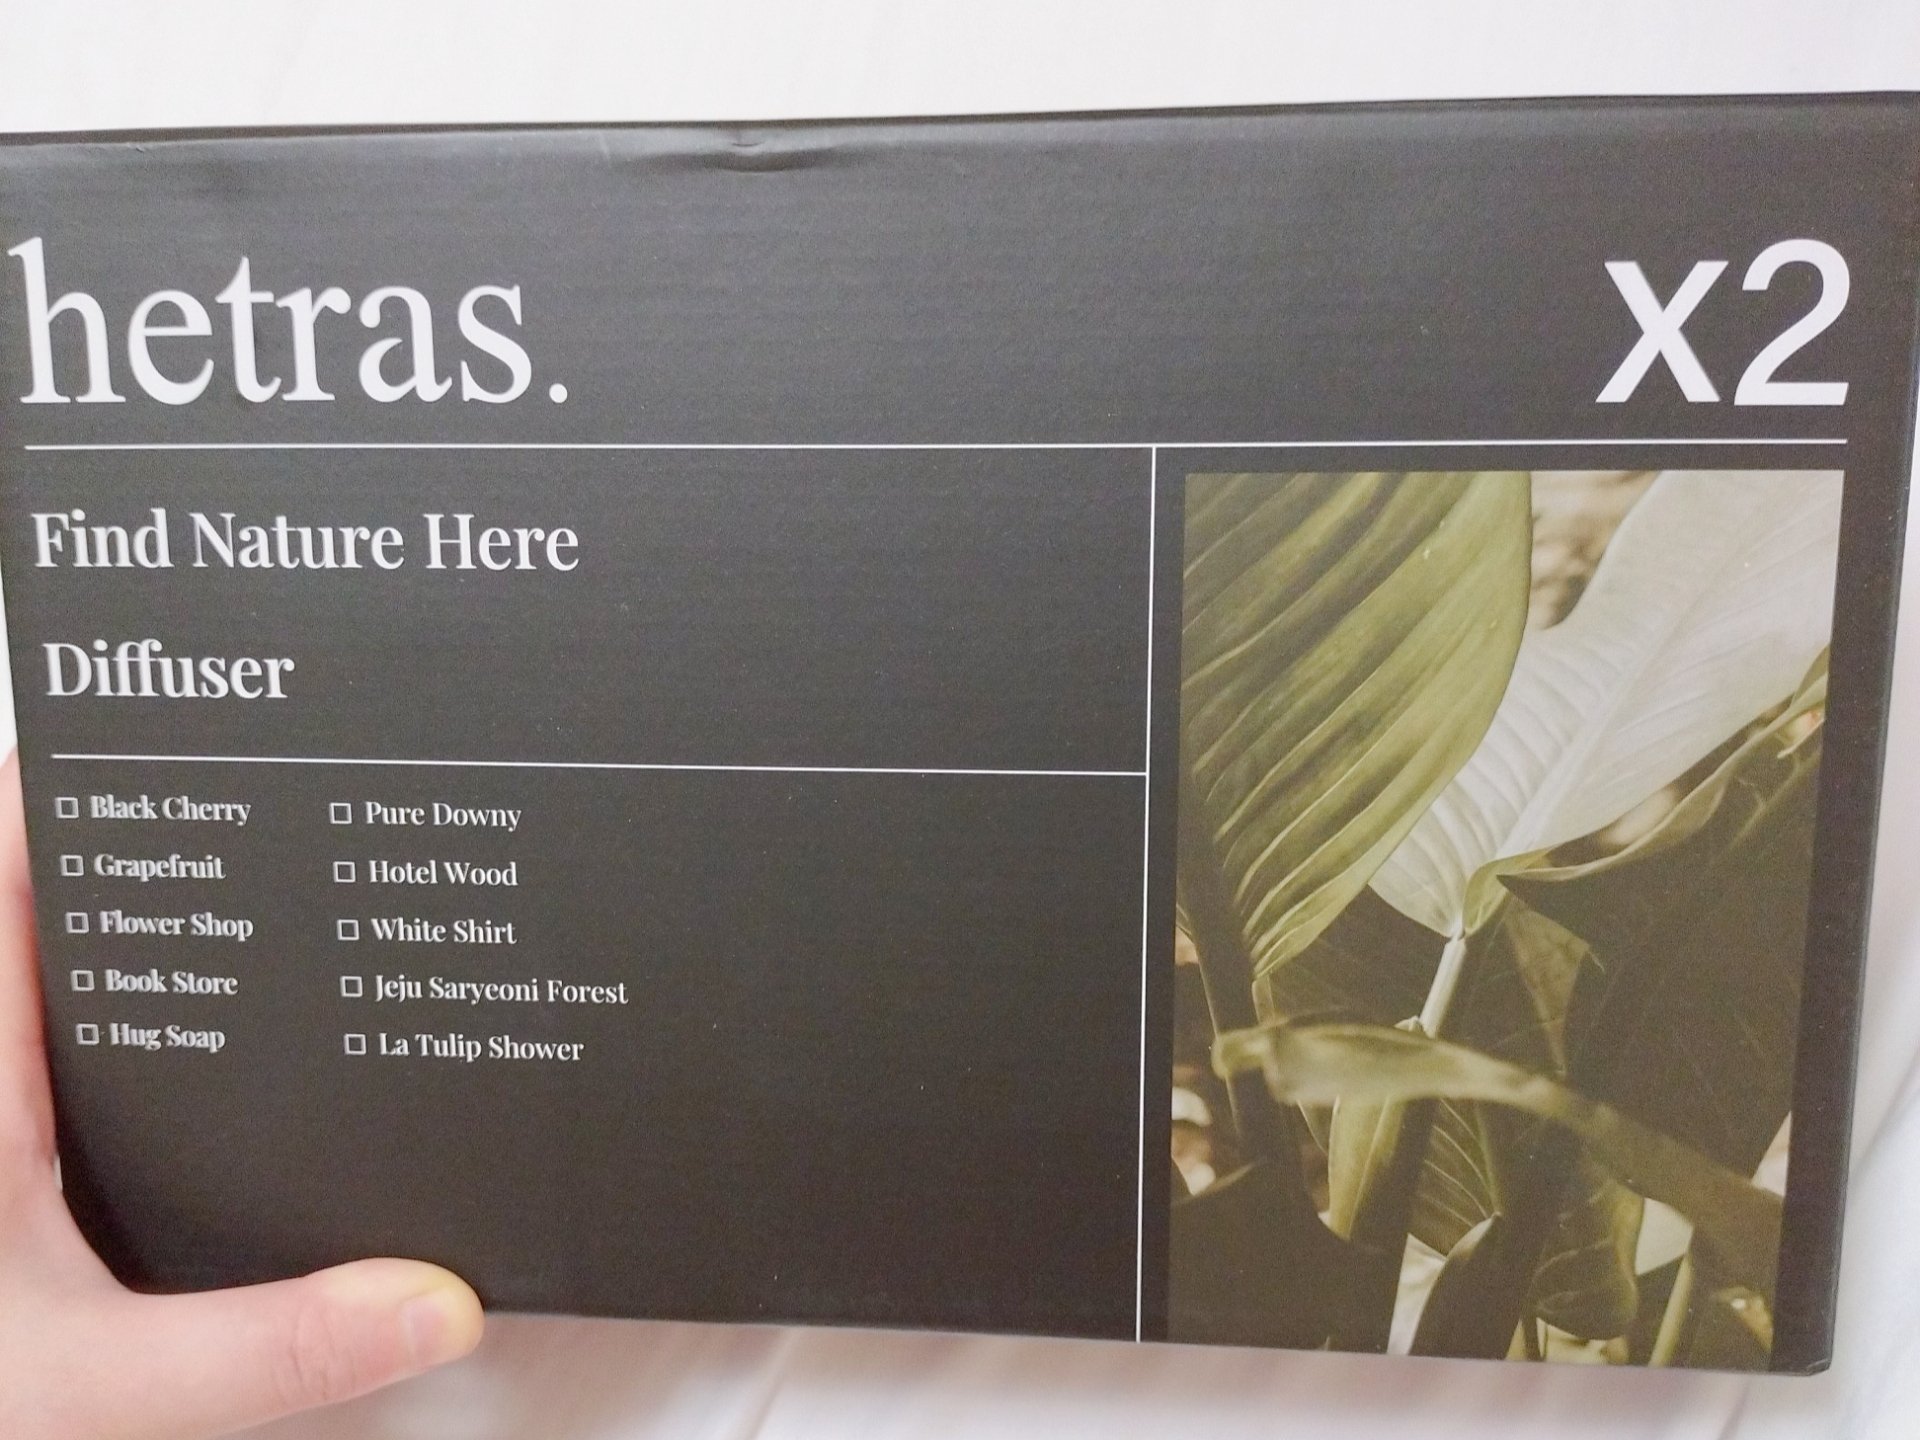 hetras.
x2
Find Nature Here
Diffuser
Black Cherry
Grapefruit
Flower Shop
Book Store
Hug Soap
Pure Downy
Hotel Wood
White Shirt
Jeju Saryeoni Forest
La Tulip Shower